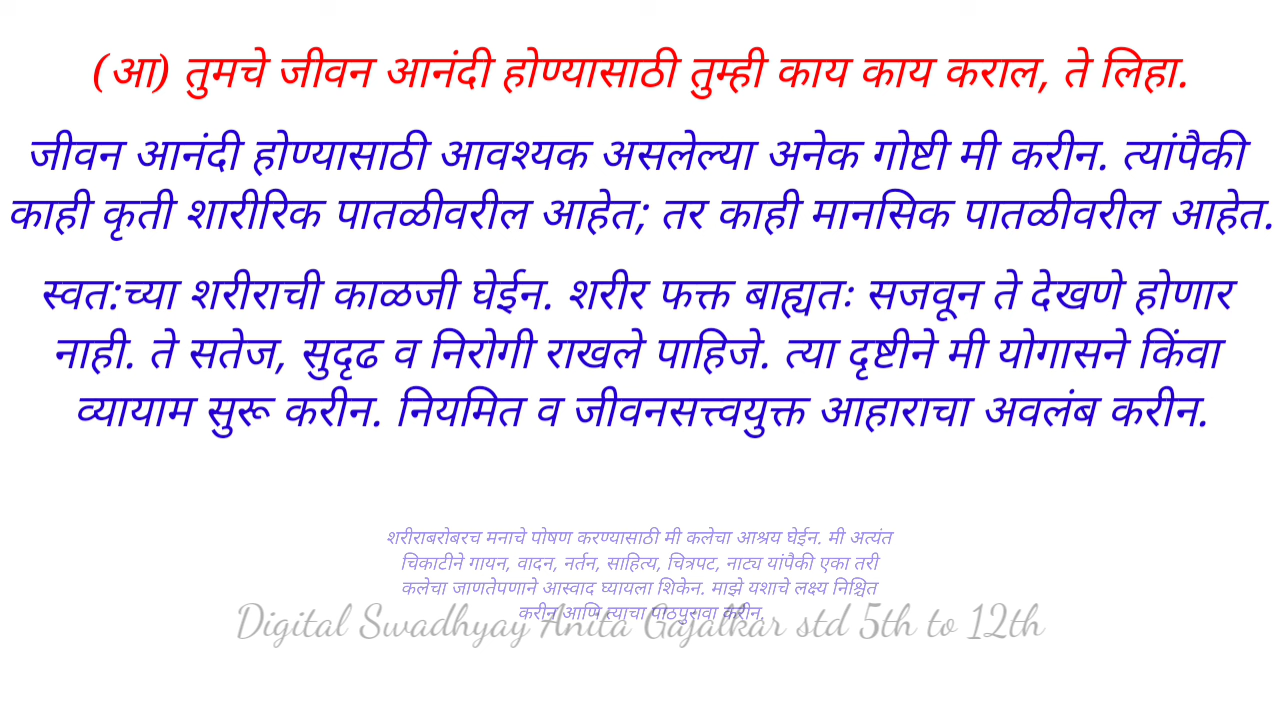 (आ) तुमचे जीवन आनंदी होण्यासाठी तुम्ही काय काय कराल, ते लिहा.
जीवन आनंदी होण्यासाठी आवश्यक असलेल्या अनेक गोष्टी मी करीन. त्यांपैकी
काही कृती शारीरिक पातळीवरील आहेत; तर काही मानसिक पातळीवरील आहेत.
स्वत:च्या शरीराची काळजी घेईन. शरीर फक्त बाह्यतः सजवून ते देखणे होणार
नाही. ते सतेज, सुदृढ व निरोगी राखले पाहिजे. त्या दृष्टीने मी योगासने किंवा
व्यायाम सुरू करीन. नियमित व जीवनसत्त्वयुक्त आहाराचा अवलंब करीन.
शरीराबरोबरच मनाचे पोषण करण्यासाठी मी कलेचा आश्रय घेईन. मी अत्यंत
चिकाटीने गायन, वादन, नर्तन, साहित्य, चित्रपट, नाट्य यांपैकी एका तरी
कलेचा जाणतेपणाने आस्वाद घ्यायला शिकेन. माझे यशाचे लक्ष्य निश्चित
करीन आणि त्याचा पाठपुरावा करीन.
Digital Swadhyay Anita Gajalkar std 5th to 12th